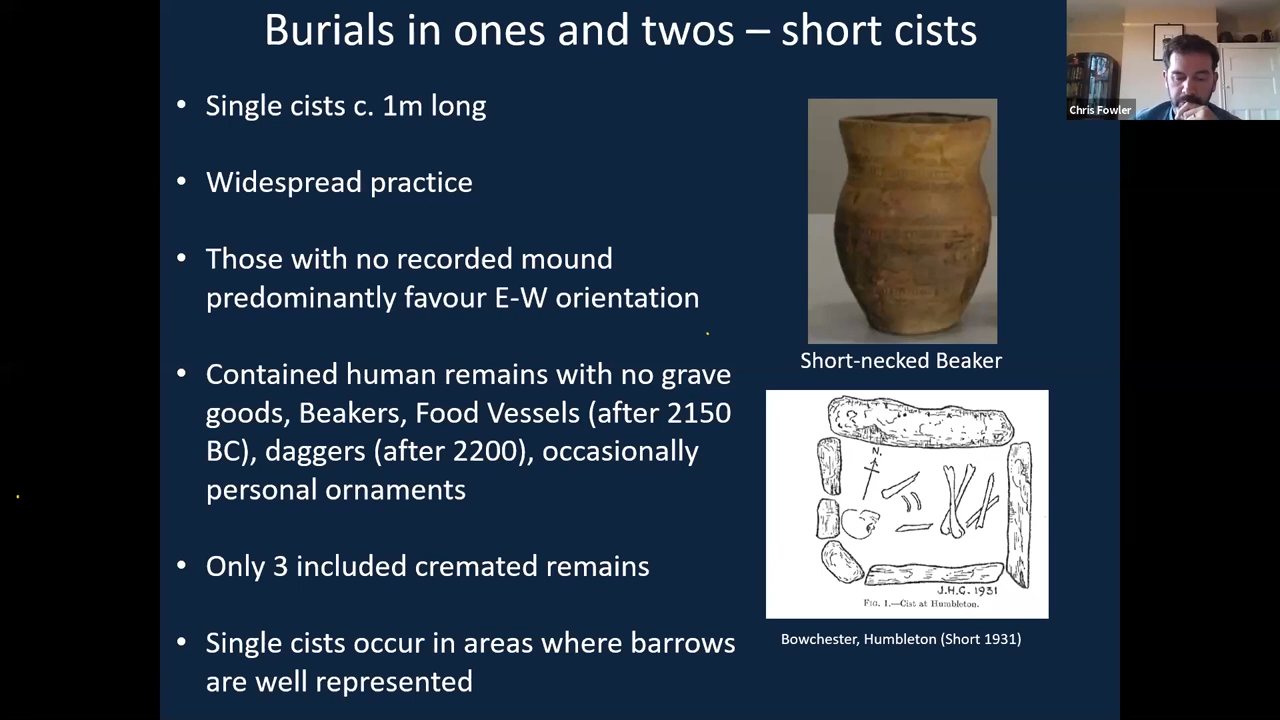 Burials in ones and twos – short cists
Chris Fowler
• Single cists c. 1m long
• Widespread practice
• Those with no recorded mound
predominantly favour E-W orientation
• Contained human remains with no grave
goods, Beakers, Food Vessels (after 2150
BC), daggers (after 2200), occasionally
personal ornaments
• Only 3 included cremated remains
• Single cists occur in areas where barrows
are well represented
Short-necked Beaker
N.
J.H.C. 1931
Fig. 1.—Cist at Humbleton.
Bowchester, Humbleton (Short 1931)